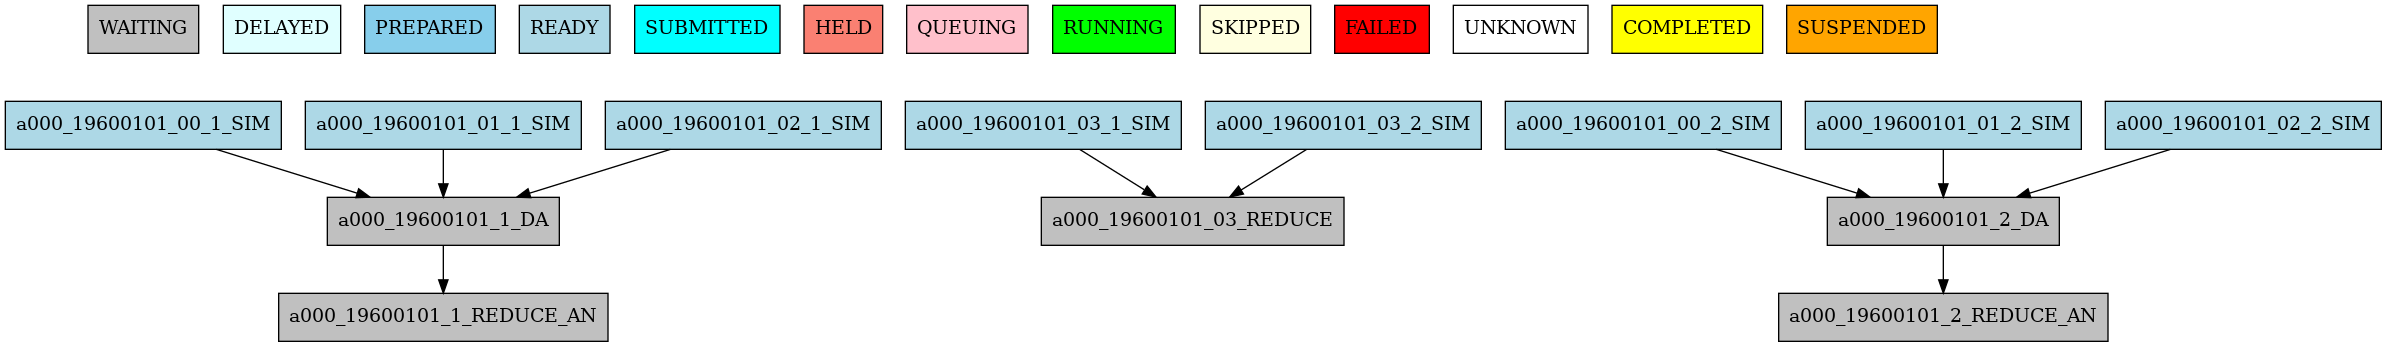 WAITING DELAYED PREPARED READY SUBMITTED HELD QUEUING RUNNING SKIPPED FAILED UNKNOWN COMPLETED SUSPENDED
a000_19600101_00_1_SIM a000_19600101_01_1_SIM a000_19600101_02_1_SIM a000_19600101_03_1_SIM a000_19600101_03_2_SIM a000_19600101_00_2_SIM a000_19600101_01_2_SIM a000_19600101_02_2_SIM
a000_19600101_1_DA a000_19600101_03_REDUCE a000_19600101_2_DA
a000_19600101_1_REDUCE_AN a000_19600101_2_REDUCE_AN